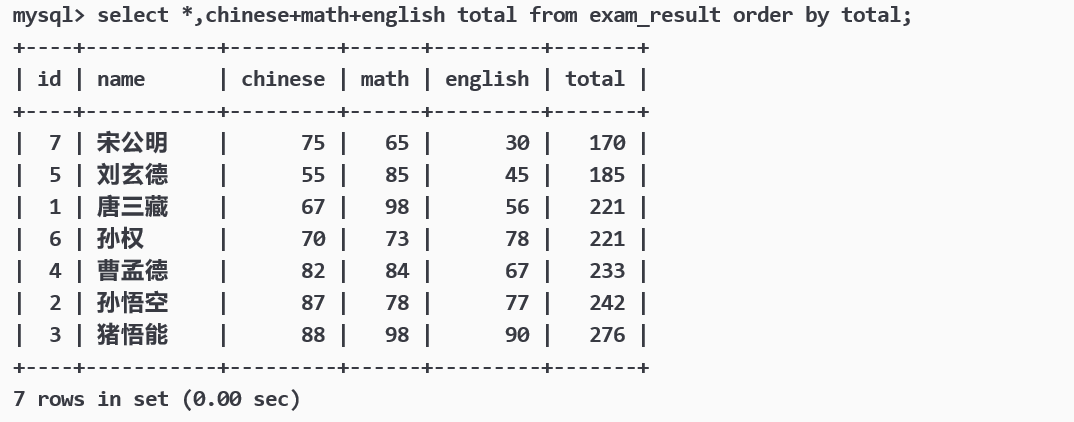 mysql> select *,chinese+math+english total from exam_result order by total;
+----+-----------+---------+------+---------+-------+
| id | name      | chinese | math | english | total |
+----+-----------+---------+------+---------+-------+
|  7 | 宋公明    |      75 |   65 |      30 |   170 |
|  5 | 刘玄德    |      55 |   85 |      45 |   185 |
|  1 | 唐三藏    |      67 |   98 |      56 |   221 |
|  6 | 孙权      |      70 |   73 |      78 |   221 |
|  4 | 曹孟德    |      82 |   84 |      67 |   233 |
|  2 | 孙悟空    |      87 |   78 |      77 |   242 |
|  3 | 猪悟能    |      88 |   98 |      90 |   276 |
+----+-----------+---------+------+---------+-------+
7 rows in set (0.00 sec)